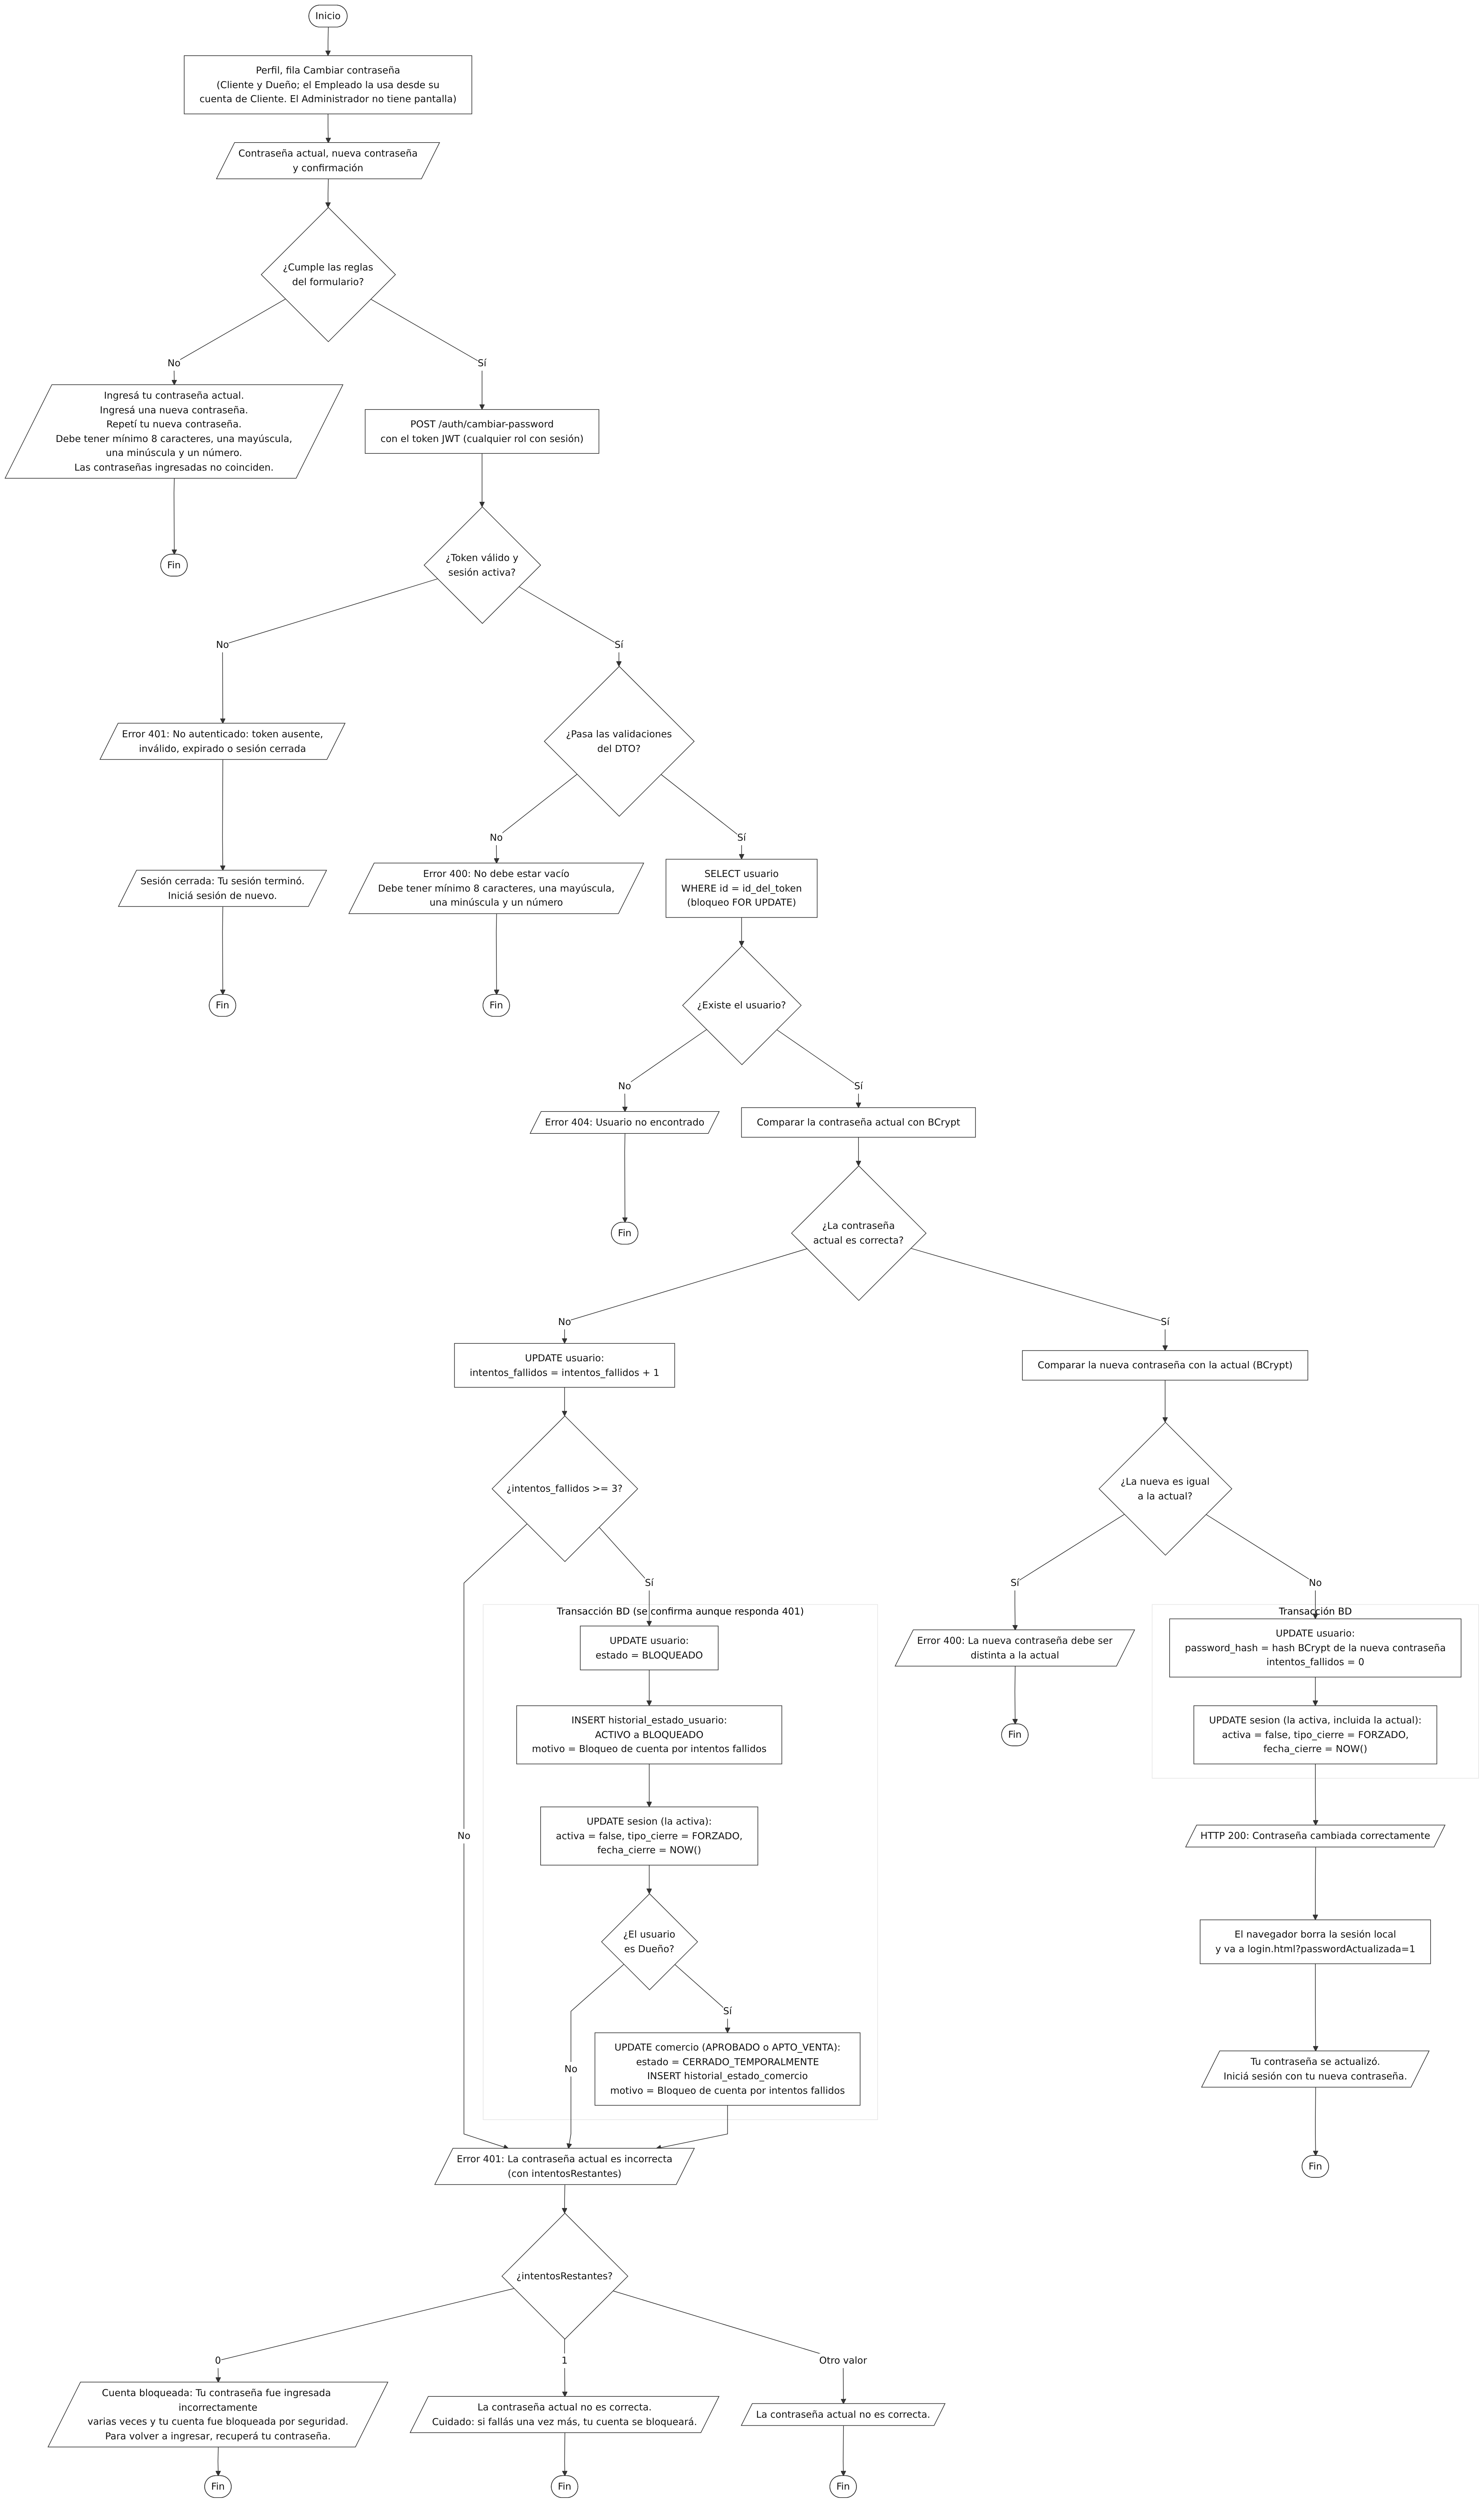 Inicio
Perfil, fila Cambiar contraseña
(Cliente y Dueño; el Empleado la usa desde su
cuenta de Cliente. El Administrador no tiene pantalla)
Contraseña actual, nueva contraseña
y confirmación
¿Cumple las reglas
del formulario?
No
Sí
Ingresá tu contraseña actual.
Ingresá una nueva contraseña.
Repetí tu nueva contraseña.
Debe tener mínimo 8 caracteres, una mayúscula,
una minúscula y un número.
Las contraseñas ingresadas no coinciden.
POST /auth/cambiar-password
con el token JWT (cualquier rol con sesión)
Fin
¿Token válido y
sesión activa?
No
Sí
Error 401: No autenticado: token ausente,
inválido, expirado o sesión cerrada
¿Pasa las validaciones
del DTO?
No
Sí
Sesión cerrada: Tu sesión terminó.
Iniciá sesión de nuevo.
Error 400: No debe estar vacío
Debe tener mínimo 8 caracteres, una mayúscula,
una minúscula y un número
SELECT usuario
WHERE id = id_del_token
(bloqueo FOR UPDATE)
Fin
Fin
¿Existe el usuario?
No
Sí
Error 404: Usuario no encontrado
Comparar la contraseña actual con BCrypt
Fin
¿La contraseña
actual es correcta?
No
Sí
UPDATE usuario:
intentos_fallidos = intentos_fallidos + 1
Comparar la nueva contraseña con la actual (BCrypt)
¿intentos_fallidos >= 3?
¿La nueva es igual
a la actual?
Sí
Sí
No
Transacción BD (se confirma aunque responda 401)
Transacción BD
UPDATE usuario:
estado = BLOQUEADO
Error 400: La nueva contraseña debe ser
distinta a la actual
UPDATE usuario:
password_hash = hash BCrypt de la nueva contraseña
intentos_fallidos = 0
INSERT historial_estado_usuario:
ACTIVO a BLOQUEADO
motivo = Bloqueo de cuenta por intentos fallidos
Fin
UPDATE sesion (la activa, incluida la actual):
activa = false, tipo_cierre = FORZADO,
fecha_cierre = NOW()
No
UPDATE sesion (la activa):
activa = false, tipo_cierre = FORZADO,
fecha_cierre = NOW()
HTTP 200: Contraseña cambiada correctamente
¿El usuario
es Dueño?
El navegador borra la sesión local
y va a login.html?passwordActualizada=1
Sí
No
UPDATE comercio (APROBADO o APTO_VENTA):
estado = CERRADO_TEMPORALMENTE
INSERT historial_estado_comercio
motivo = Bloqueo de cuenta por intentos fallidos
Tu contraseña se actualizó.
Iniciá sesión con tu nueva contraseña.
Error 401: La contraseña actual es incorrecta
(con intentosRestantes)
Fin
¿intentosRestantes?
0
1
Otro valor
Cuenta bloqueada: Tu contraseña fue ingresada
incorrectamente
varias veces y tu cuenta fue bloqueada por seguridad.
Para volver a ingresar, recuperá tu contraseña.
La contraseña actual no es correcta.
Cuidado: si fallás una vez más, tu cuenta se bloqueará.
La contraseña actual no es correcta.
Fin
Fin
Fin